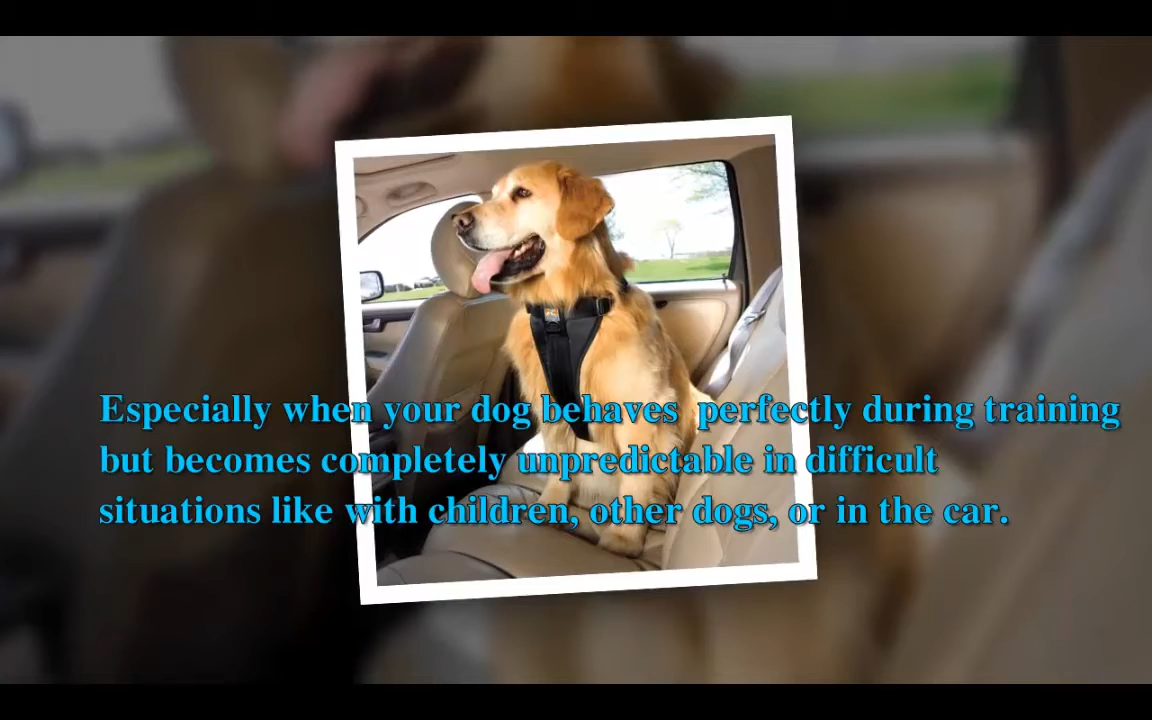 Especially when your dog behaves  perfectly during training
but becomes completely unpredictable in difficult
situations like with children, other dogs, or in the car.